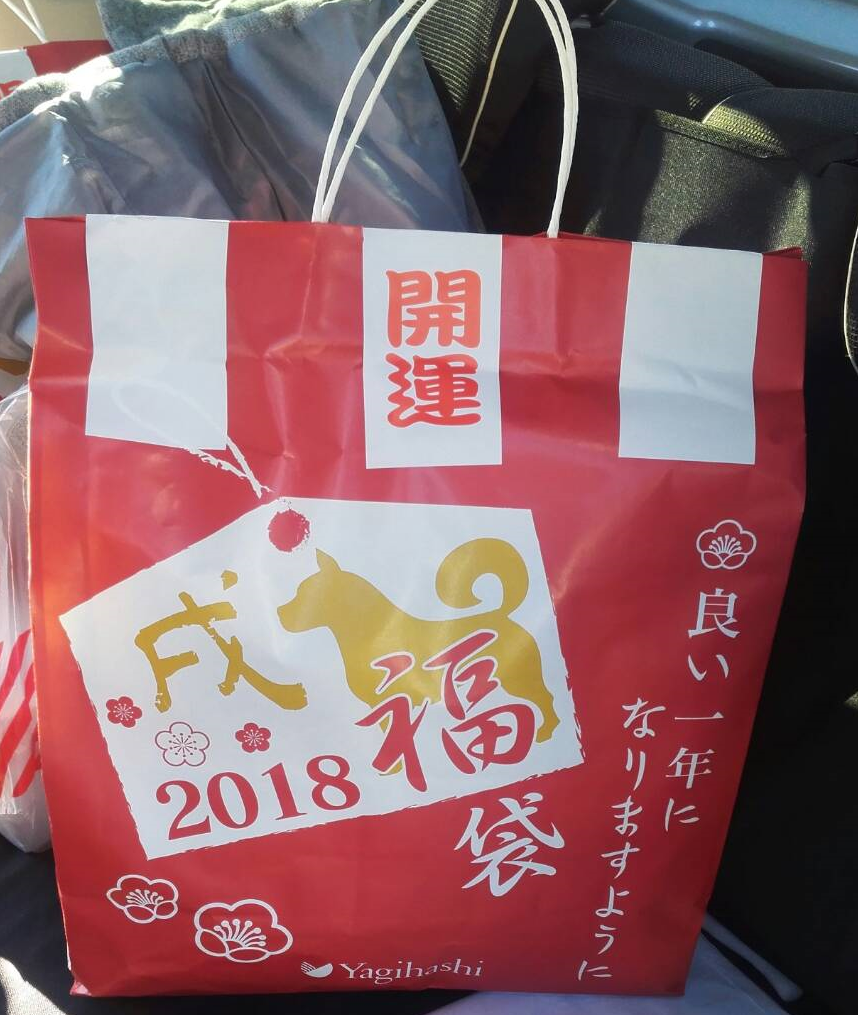 開運
戌
2018
福袋
良い一年に
なりますように
Yagihashi